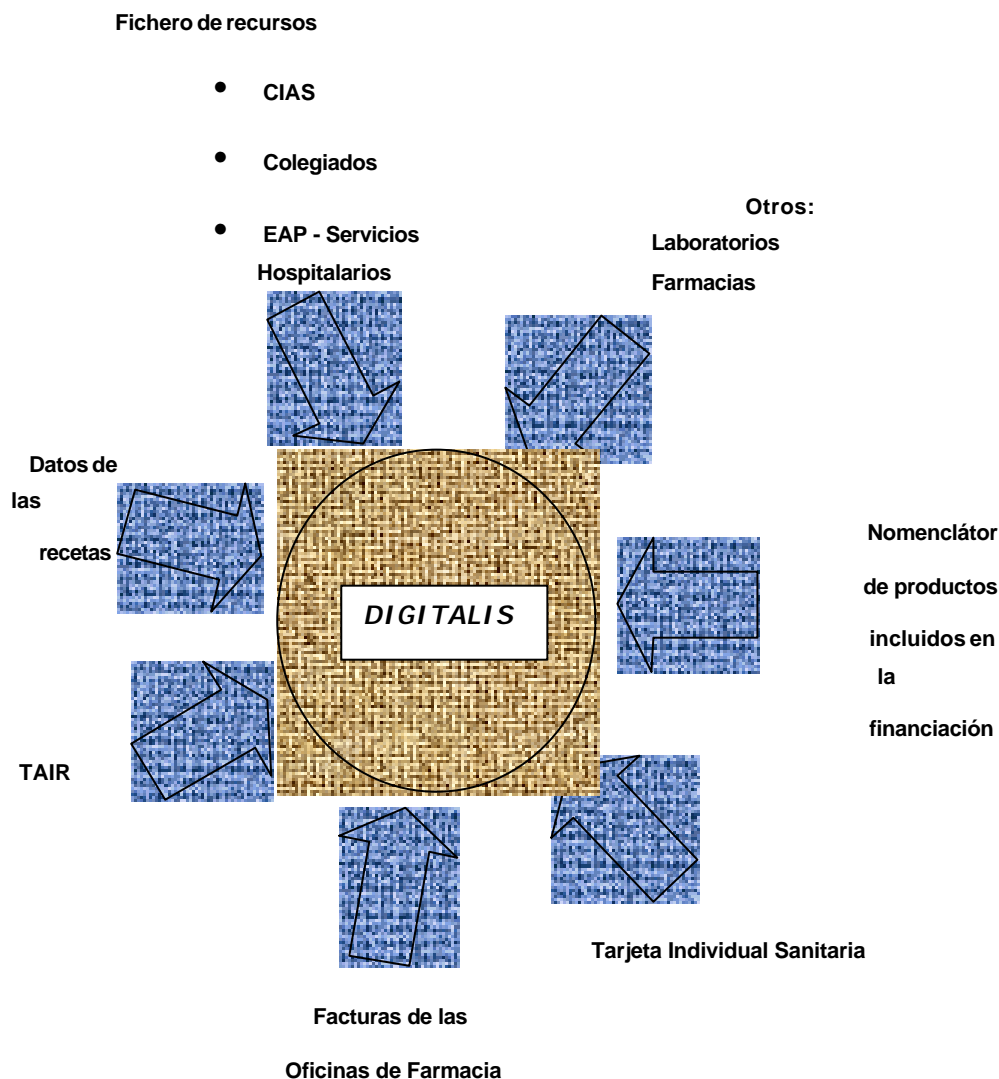 Fichero de recursos
• CIAS
• Colegiados
• EAP - Servicios
Hospitalarios
Otros:
Laboratorios
Farmacias
Datos de
las
recetas
DIGITALIS
Nomenclátor
de productos
incluidos en
la
financiación
TAIR
Tarjeta Individual Sanitaria
Facturas de las
Oficinas de Farmacia